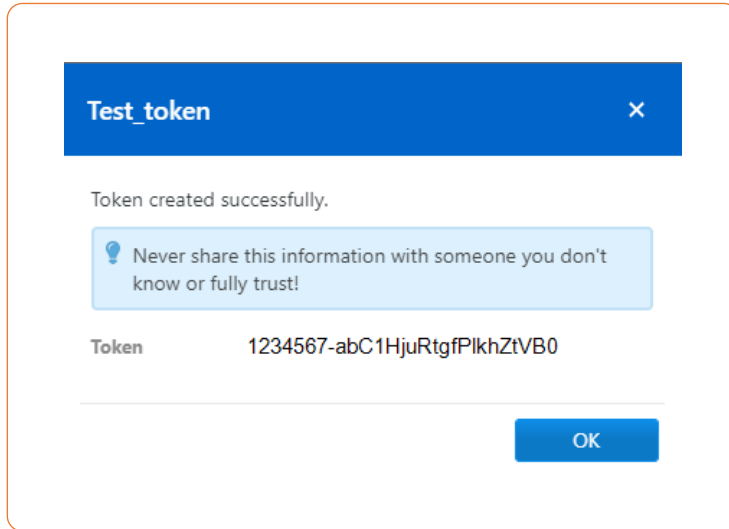 Test_token ×
Token created successfully.
Never share this information with someone you don't
know or fully trust!
Token 1234567-abC1HjuRtgfPlkhZtVB0
OK